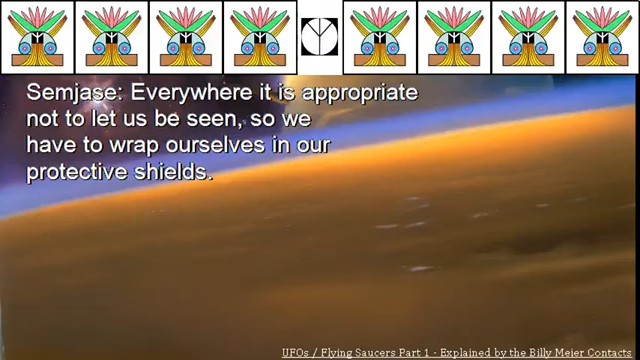 Semjase: Everywhere it is appropriate
not to let us be seen, so we
have to wrap ourselves in our
protective shields.
UFOs / Flying Saucers Part 1 - Explained by the Billy Meier Contacts